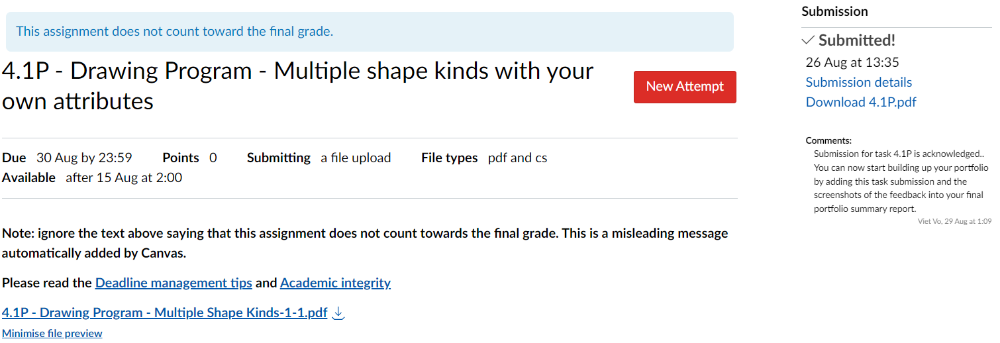 This assignment does not count toward the final grade.
4.1P - Drawing Program - Multiple shape kinds with your
own attributes
New Attempt
Due 30 Aug by 23:59 Points 0 Submitting a file upload File types pdf and cs
Available after 15 Aug at 2:00
Note: ignore the text above saying that this assignment does not count towards the final grade. This is a misleading message
automatically added by Canvas.
Please read the Deadline management tips and Academic integrity
4.1P - Drawing Program - Multiple Shape Kinds-1-1.pdf
Minimise file preview
Submission
Submitted!
26 Aug at 13:35
Submission details
Download 4.1P.pdf
Comments:
Submission for task 4.1P is acknowledged..
You can now start building up your portfolio
by adding this task submission and the
screenshots of the feedback into your final
portfolio summary report.
Viet Vo, 29 Aug at 1:09